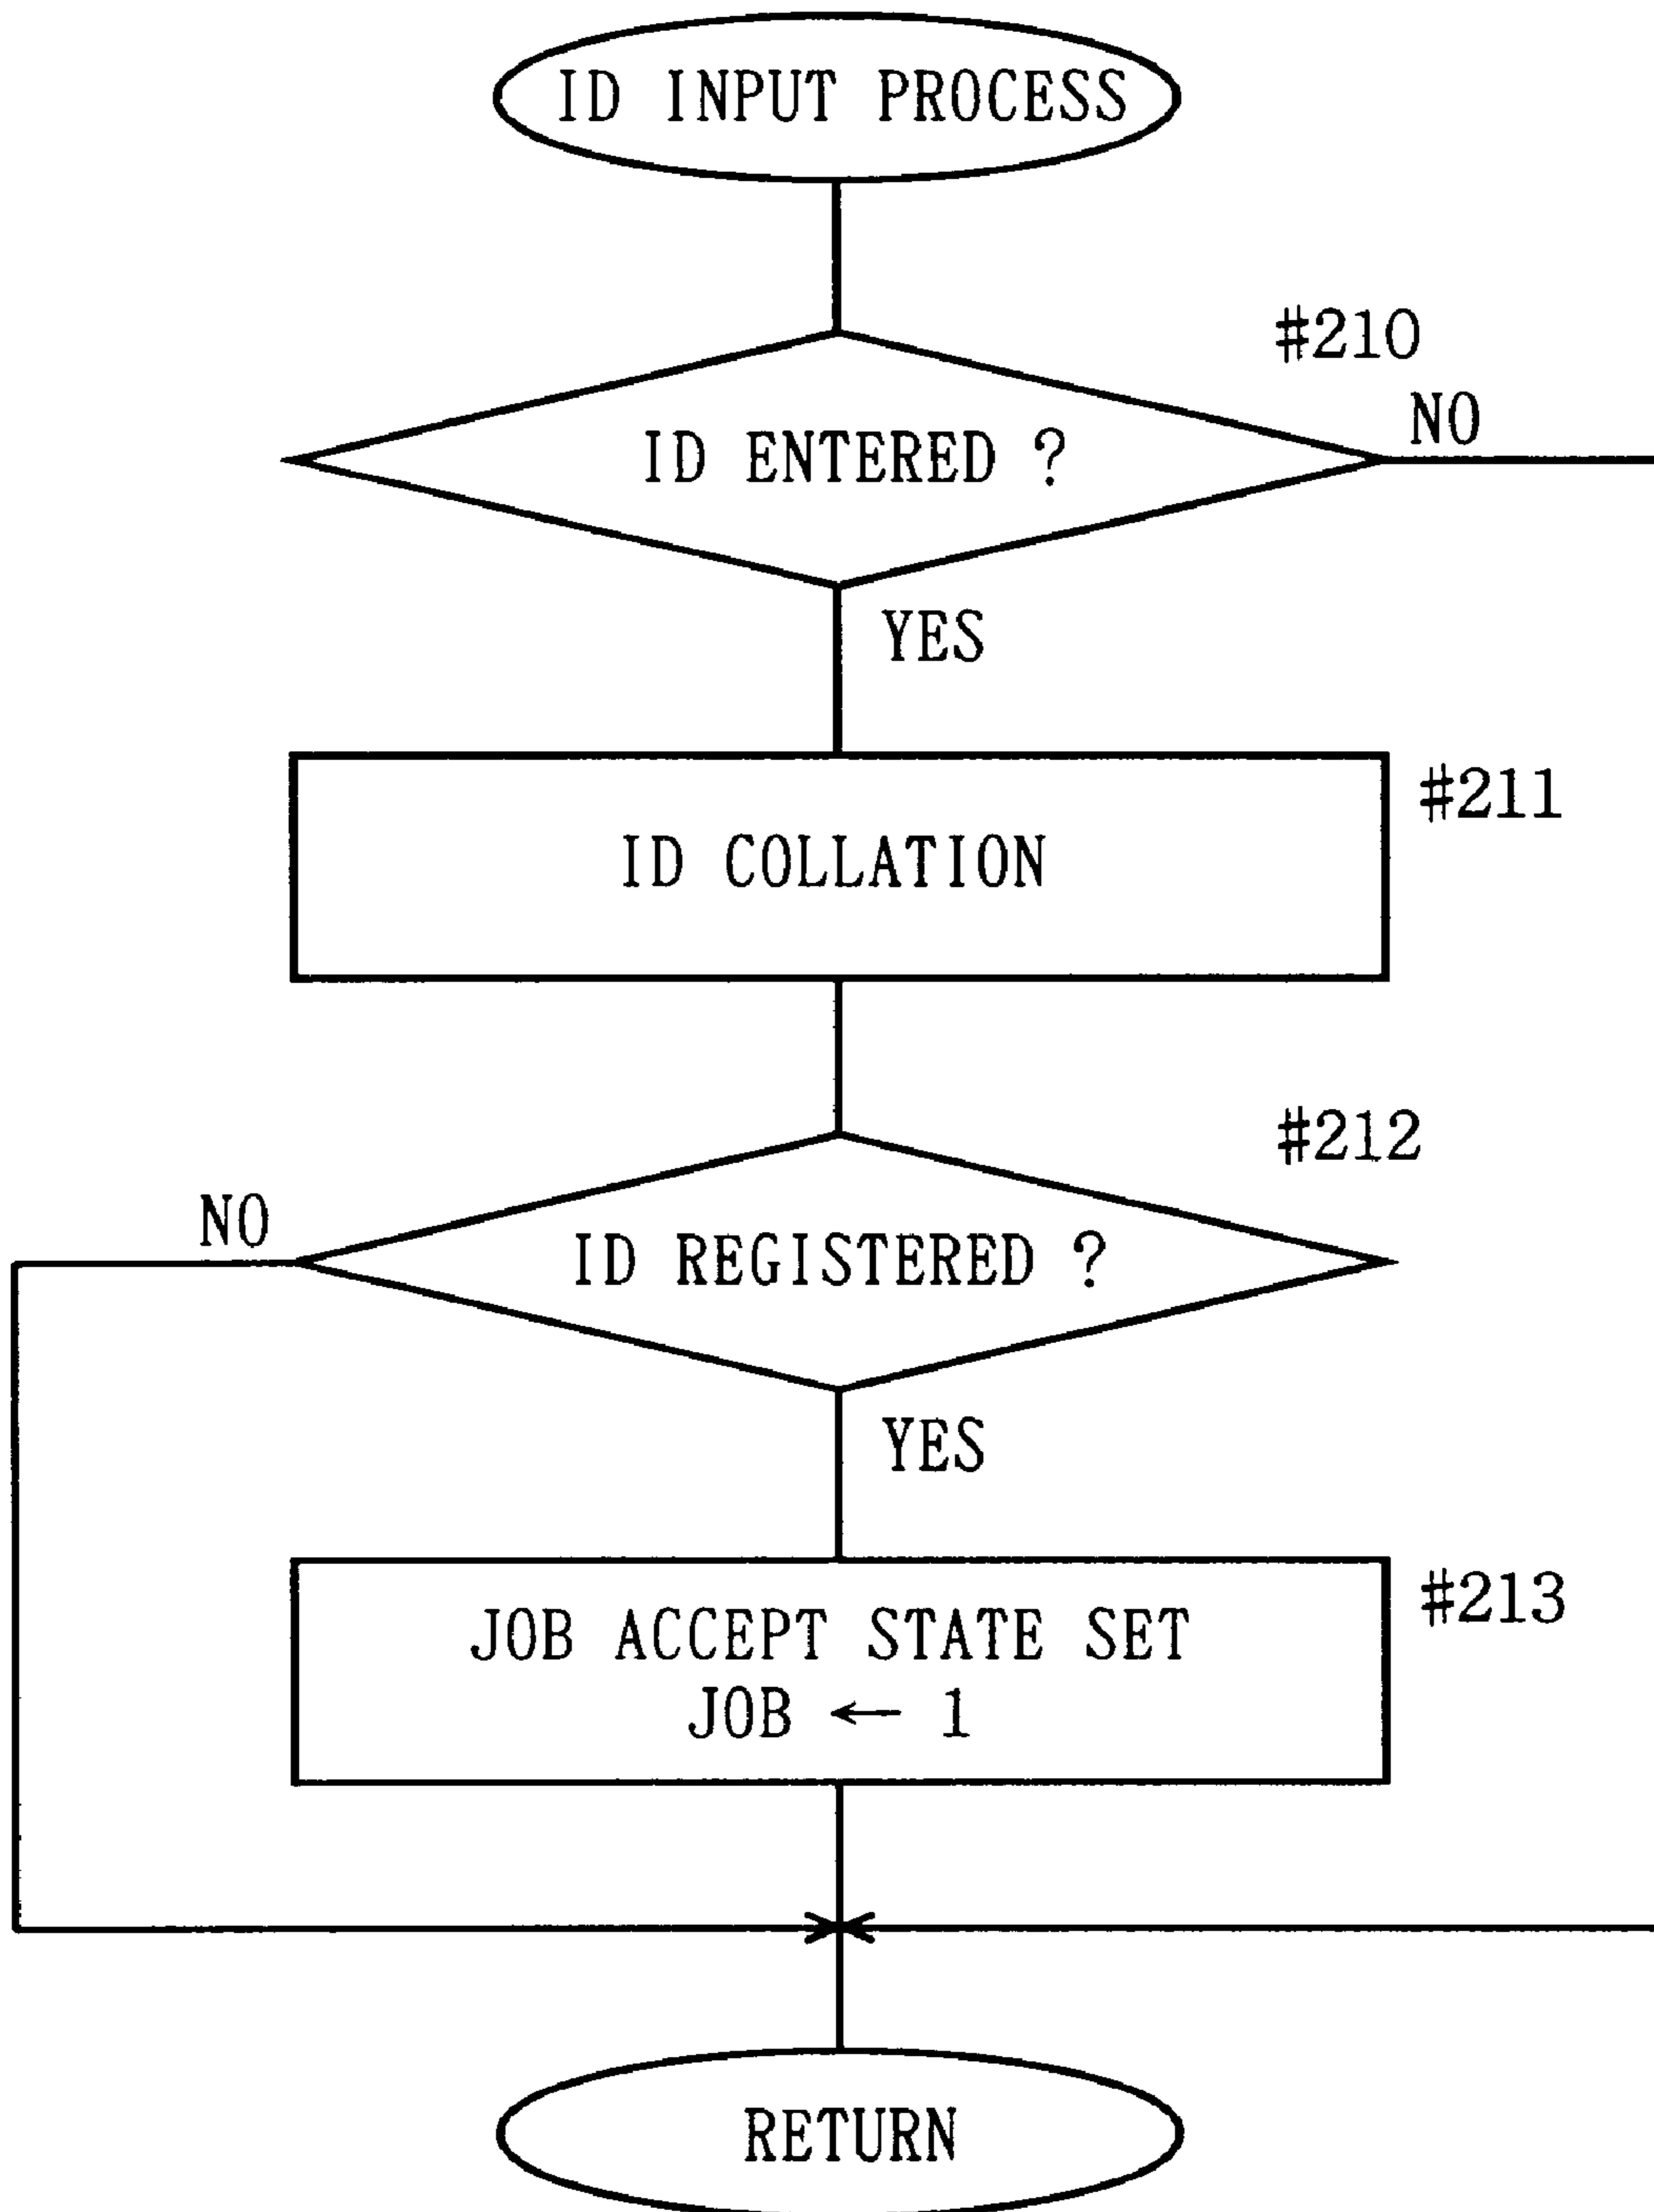 ID INPUT PROCESS
#210
ID ENTERED ?
NO
YES
#211
ID COLLATION
#212
NO
ID REGISTERED ?
YES
#213
JOB ACCEPT STATE SET
JOB ← 1
RETURN